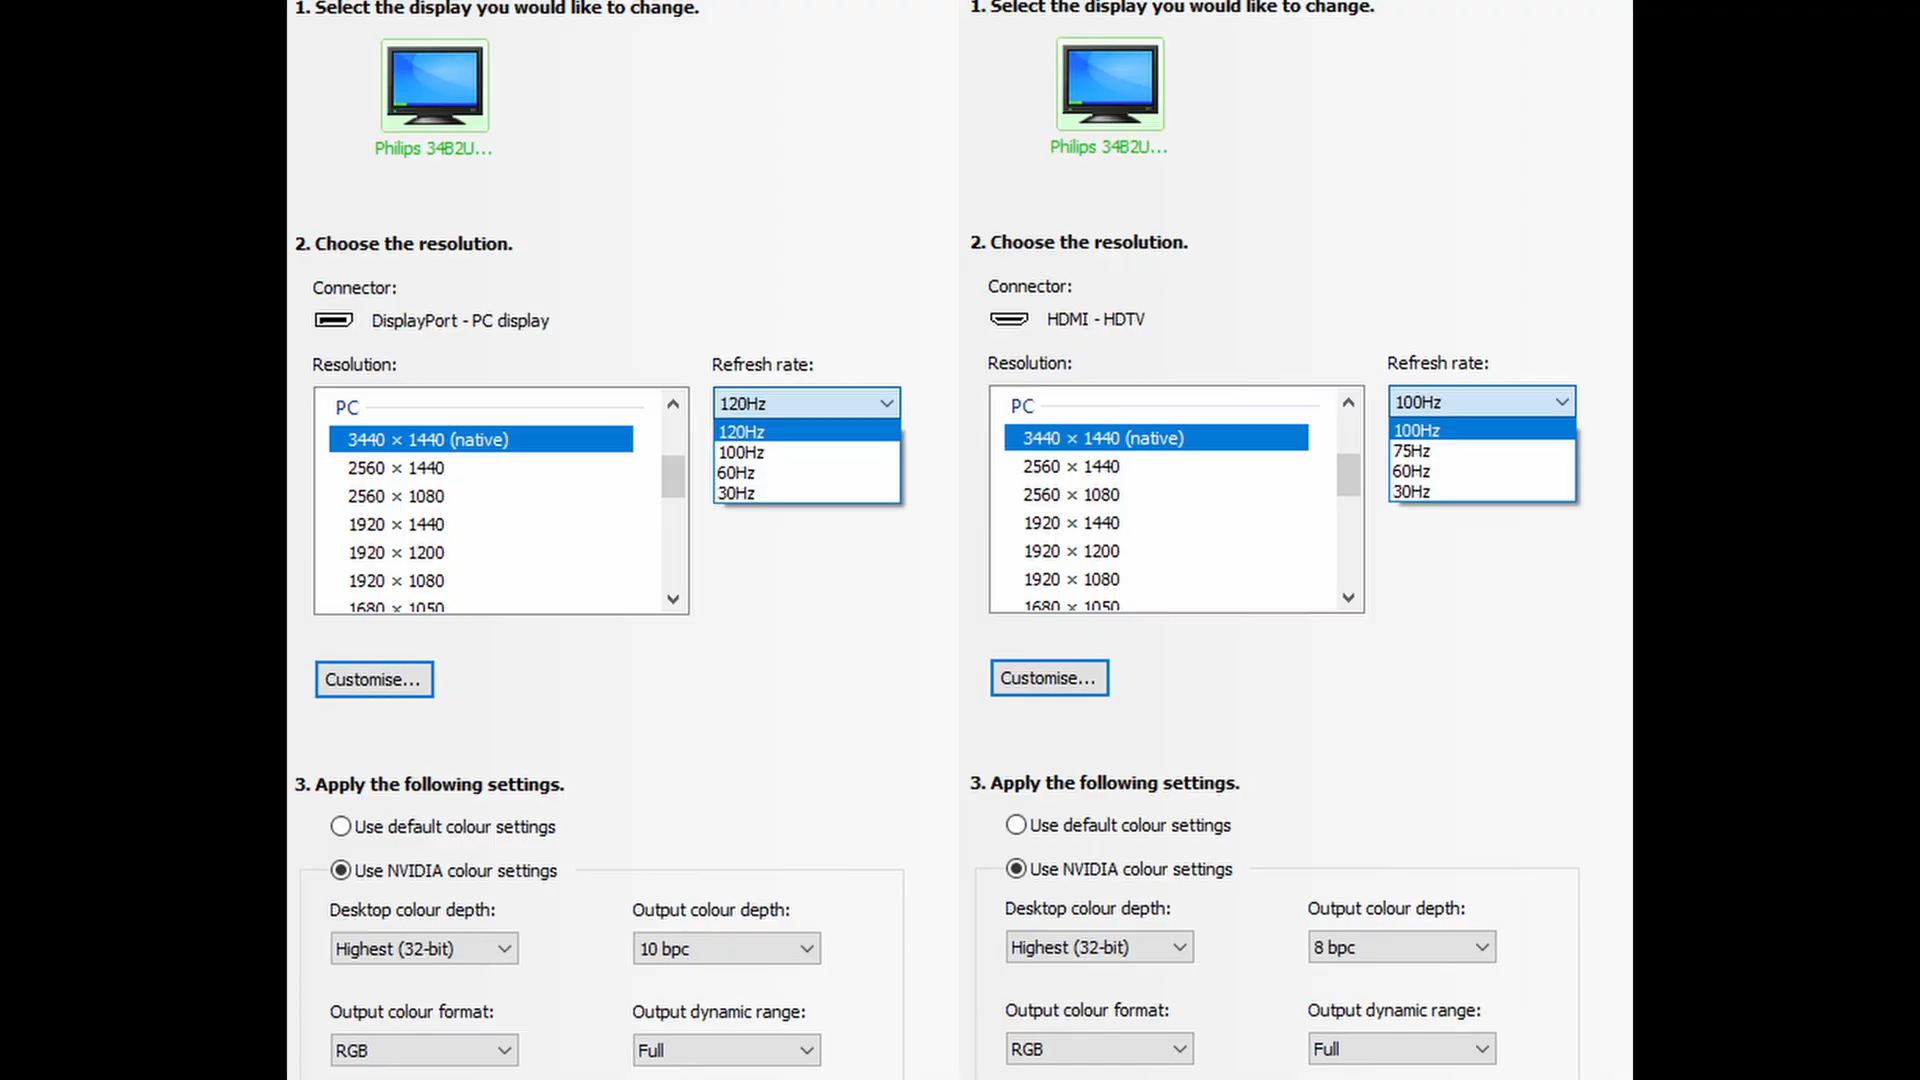 1. Select the display you would like to change.
Philips 34B2U...
2. Choose the resolution.
Connector:
DisplayPort - PC display
Resolution:
Refresh rate:
PC
3440 × 1440 (native)
2560 × 1440
2560 × 1080
1920 × 1440
1920 × 1200
1920 × 1080
1680 × 1050
120Hz
120Hz
100Hz
60Hz
30Hz
Customise...
3. Apply the following settings.
Use default colour settings
Use NVIDIA colour settings
Desktop colour depth:
Output colour depth:
Highest (32-bit)
10 bpc
Output colour format:
Output dynamic range:
RGB
Full
1. Select the display you would like to change.
Philips 34B2U...
2. Choose the resolution.
Connector:
HDMI - HDTV
Resolution:
Refresh rate:
PC
3440 × 1440 (native)
2560 × 1440
2560 × 1080
1920 × 1440
1920 × 1200
1920 × 1080
1680 × 1050
100Hz
100Hz
75Hz
60Hz
30Hz
Customise...
3. Apply the following settings.
Use default colour settings
Use NVIDIA colour settings
Desktop colour depth:
Output colour depth:
Highest (32-bit)
8 bpc
Output colour format:
Output dynamic range:
RGB
Full